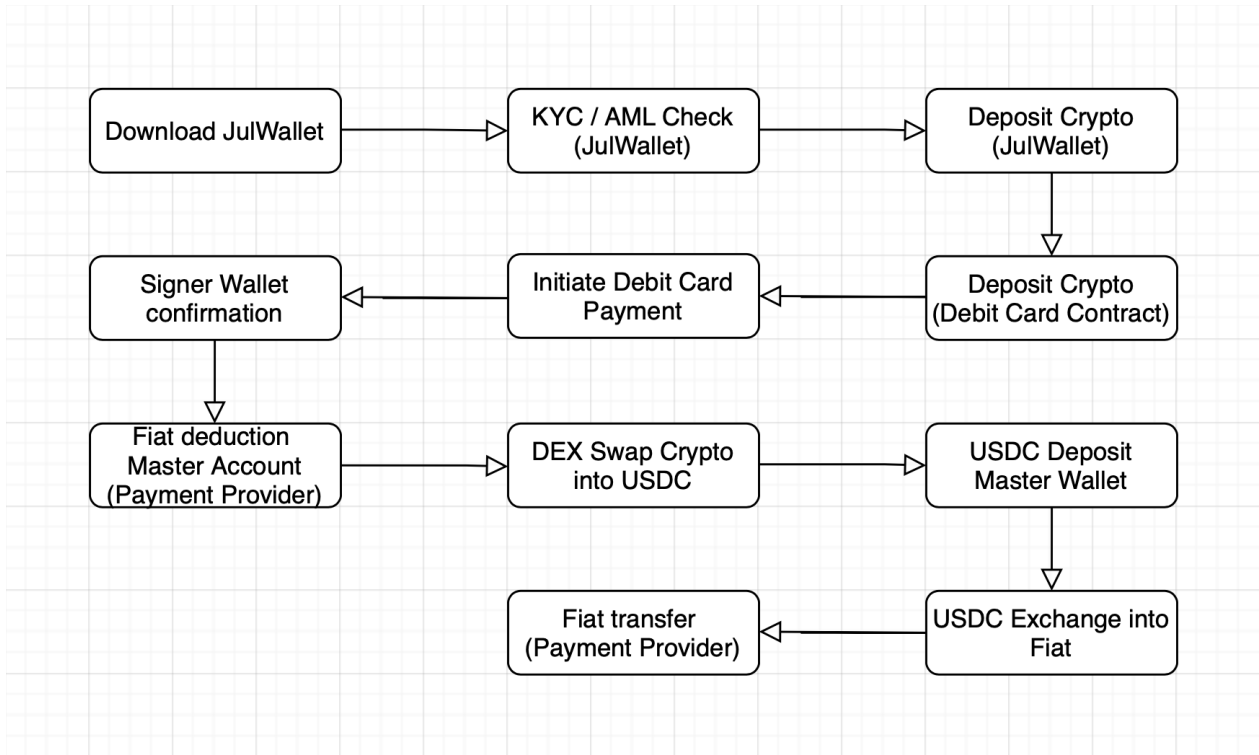 Download JulWallet
KYC / AML Check
(JulWallet)
Deposit Crypto
(JulWallet)
Signer Wallet
confirmation
Initiate Debit Card
Payment
Deposit Crypto
(Debit Card Contract)
Fiat deduction
Master Account
(Payment Provider)
DEX Swap Crypto
into USDC
USDC Deposit
Master Wallet
Fiat transfer
(Payment Provider)
USDC Exchange into
Fiat